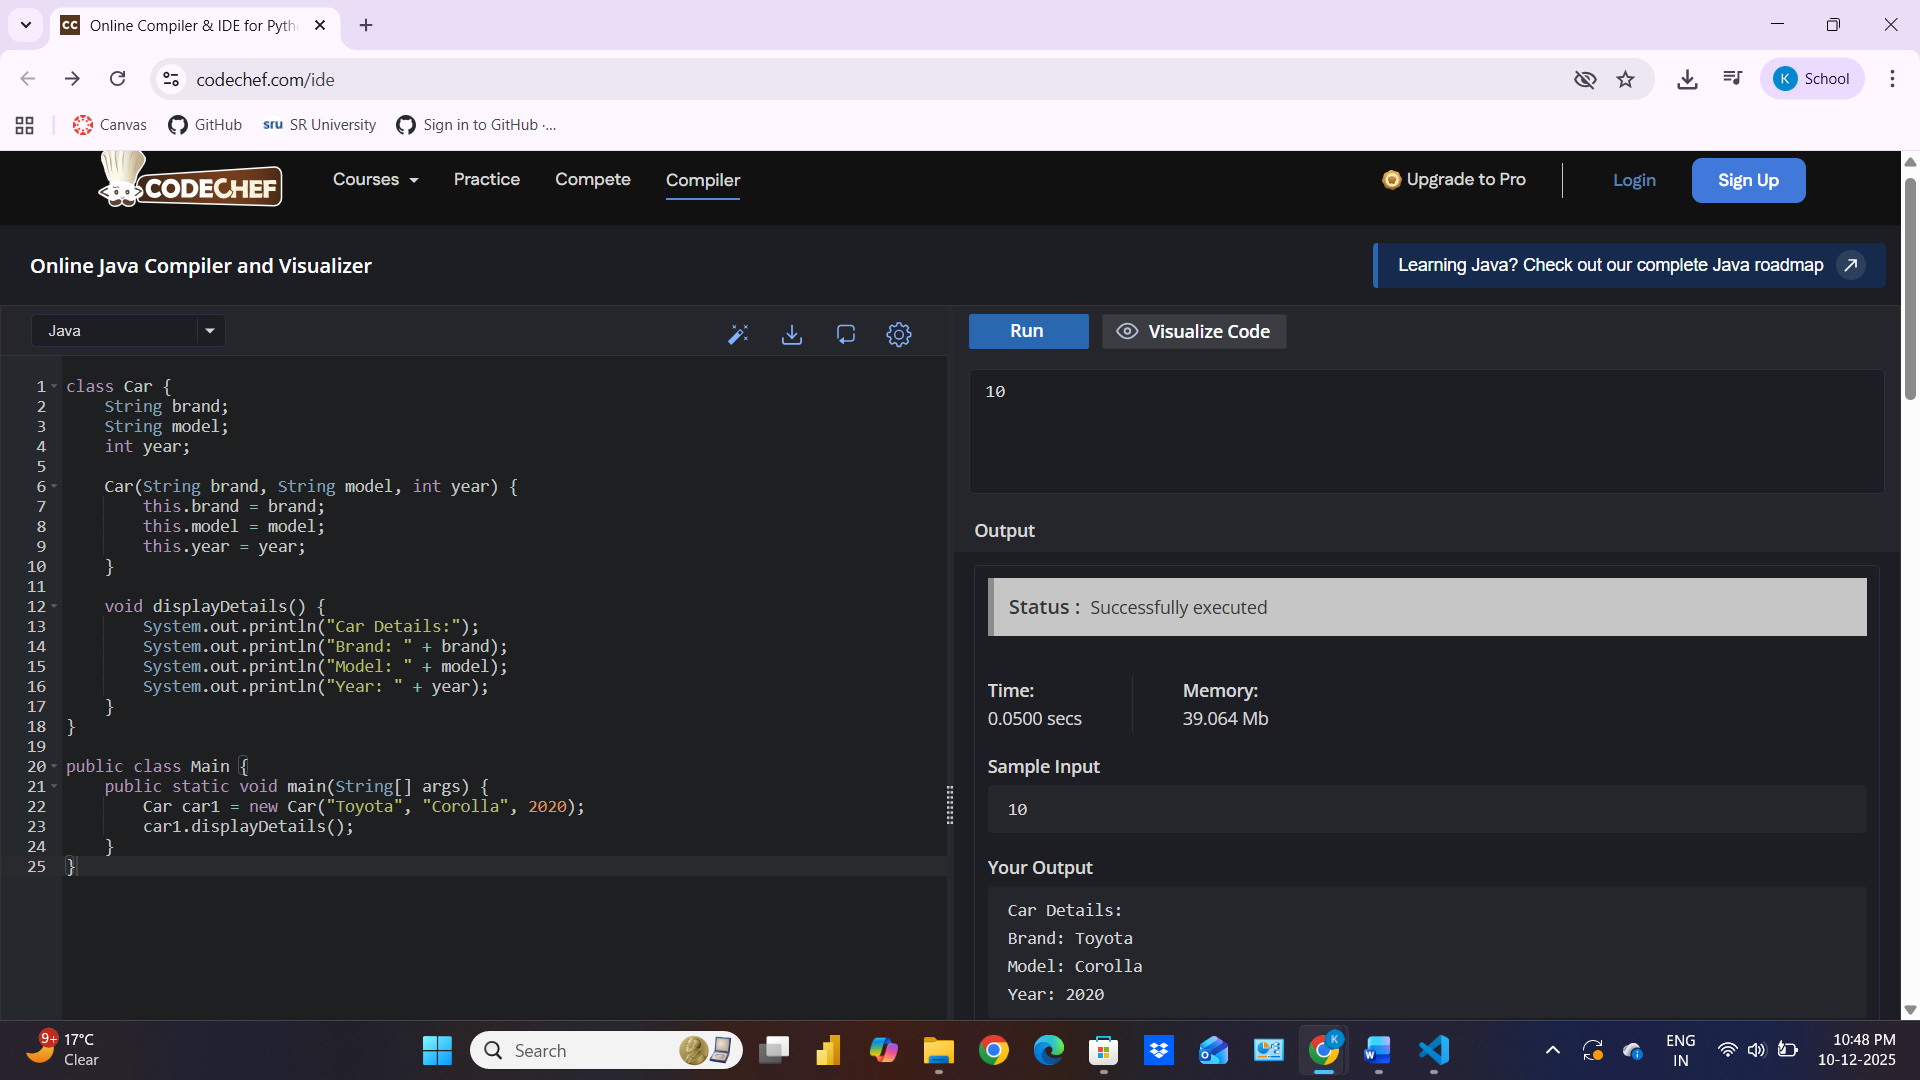 Online Compiler & IDE for Pyth
codechef.com/ide
K School
Canvas GitHub sru SR University Sign in to GitHub ·...
CODECHEF Courses Practice Compete Compiler Upgrade to Pro Login Sign Up
Online Java Compiler and Visualizer
Learning Java? Check out our complete Java roadmap
Java
Run Visualize Code
1 class Car {
2     String brand;
3     String model;
4     int year;
5
6     Car(String brand, String model, int year) {
7         this.brand = brand;
8         this.model = model;
9         this.year = year;
10     }
11
12     void displayDetails() {
13         System.out.println("Car Details:");
14         System.out.println("Brand: " + brand);
15         System.out.println("Model: " + model);
16         System.out.println("Year: " + year);
17     }
18 }
19
20 public class Main {
21     public static void main(String[] args) {
22         Car car1 = new Car("Toyota", "Corolla", 2020);
23         car1.displayDetails();
24     }
25 }
10
Output
Status : Successfully executed
Time: Memory:
0.0500 secs 39.064 Mb
Sample Input
10
Your Output
Car Details:
Brand: Toyota
Model: Corolla
Year: 2020
9+ 17°C
Clear
Search
ENG
IN
10:48 PM
10-12-2025